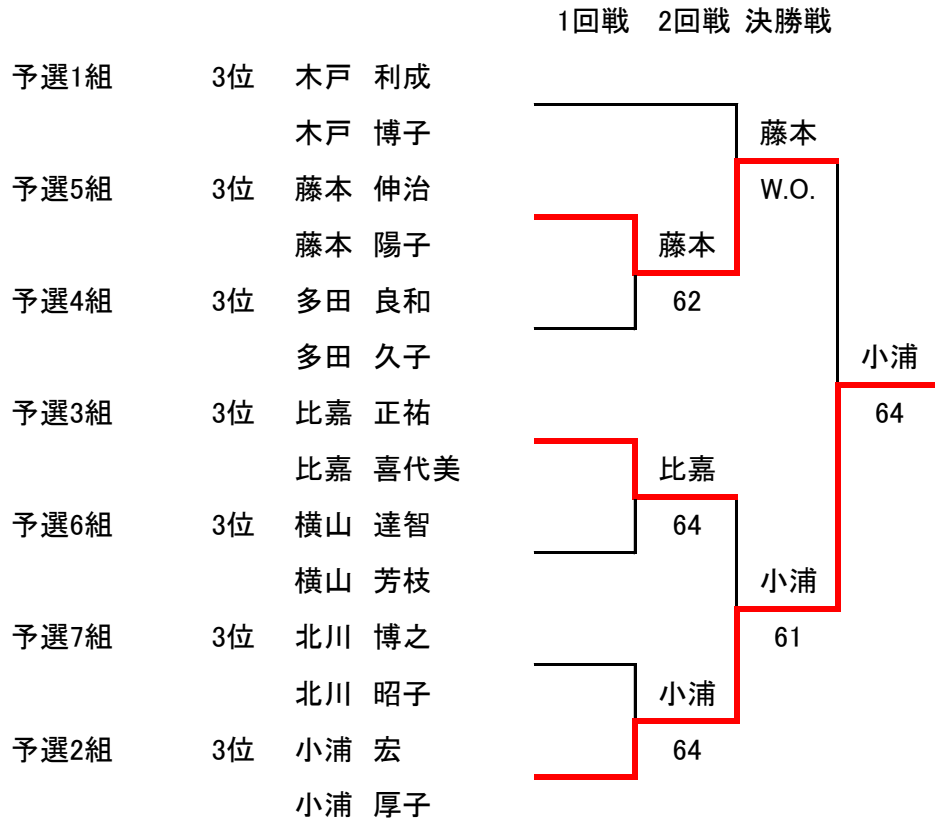 1回戦 2回戦 決勝戦
予選1組 3位 木戸 利成
木戸 博子 藤本
予選5組 3位 藤本 伸治 W.O.
藤本 陽子 藤本
予選4組 3位 多田 良和 62
多田 久子 小浦
予選3組 3位 比嘉 正祐 64
比嘉 喜代美 比嘉
予選6組 3位 横山 達智 64
横山 芳枝 小浦
予選7組 3位 北川 博之 61
北川 昭子 小浦
予選2組 3位 小浦 宏 64
小浦 厚子